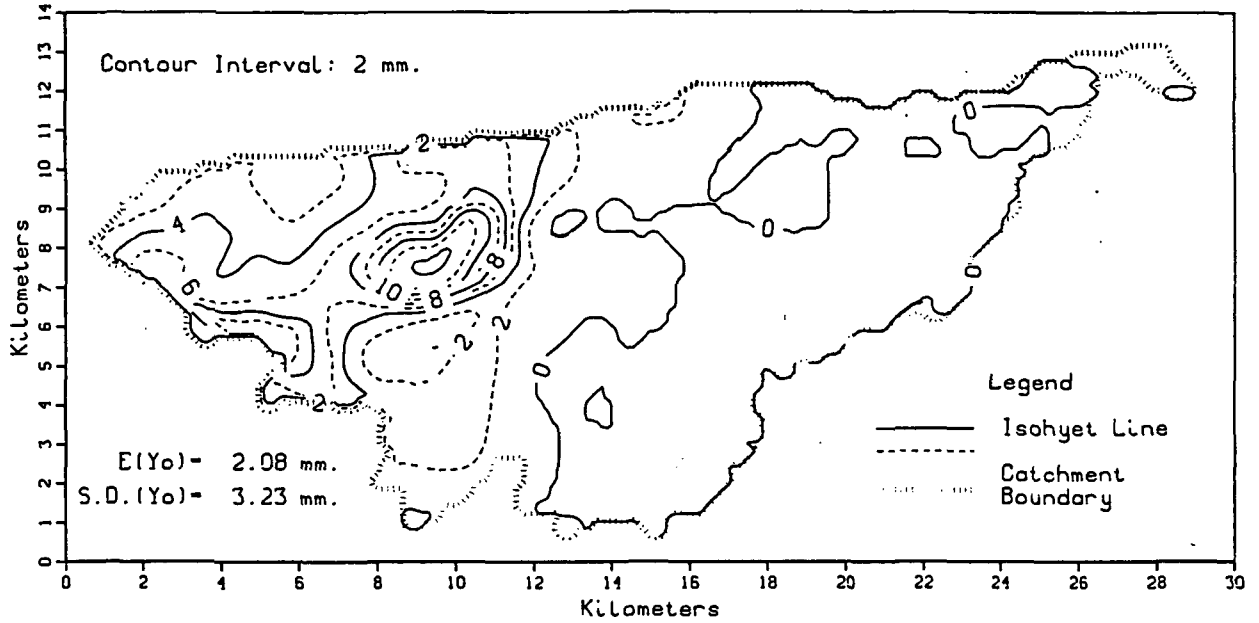 14
13
12
11
10
9
8
7
6
5
4
3
2
1
0
Kilometers
Contour Interval: 2 mm.
2
4
6
10
8
8
2
2
2
0
0
0
0
0
E(Yo)- 2.08 mm.
S.D.(Yo)- 3.23 mm.
Legend
Isohyet Line
Catchment
Boundary
0 2 4 6 8 10 12 14 16 18 20 22 24 26 28 30
Kilometers